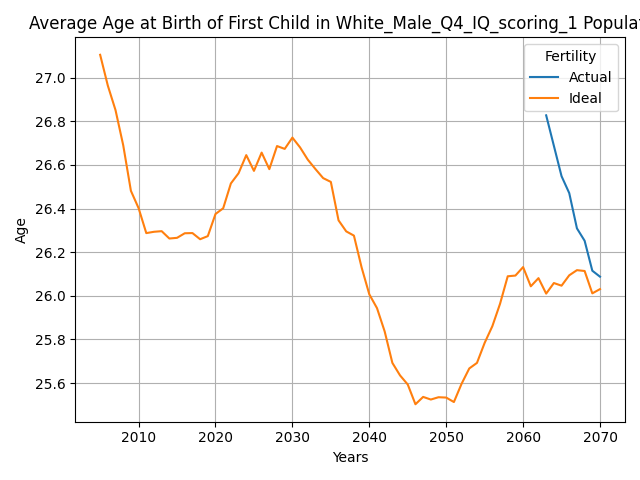 Average Age at Birth of First Child in White_Male_Q4_IQ_scoring_1 Populat
Fertility
Actual
Ideal
27.0
26.8
26.6
26.4
26.2
26.0
25.8
25.6
Age
2010 2020 2030 2040 2050 2060 2070
Years